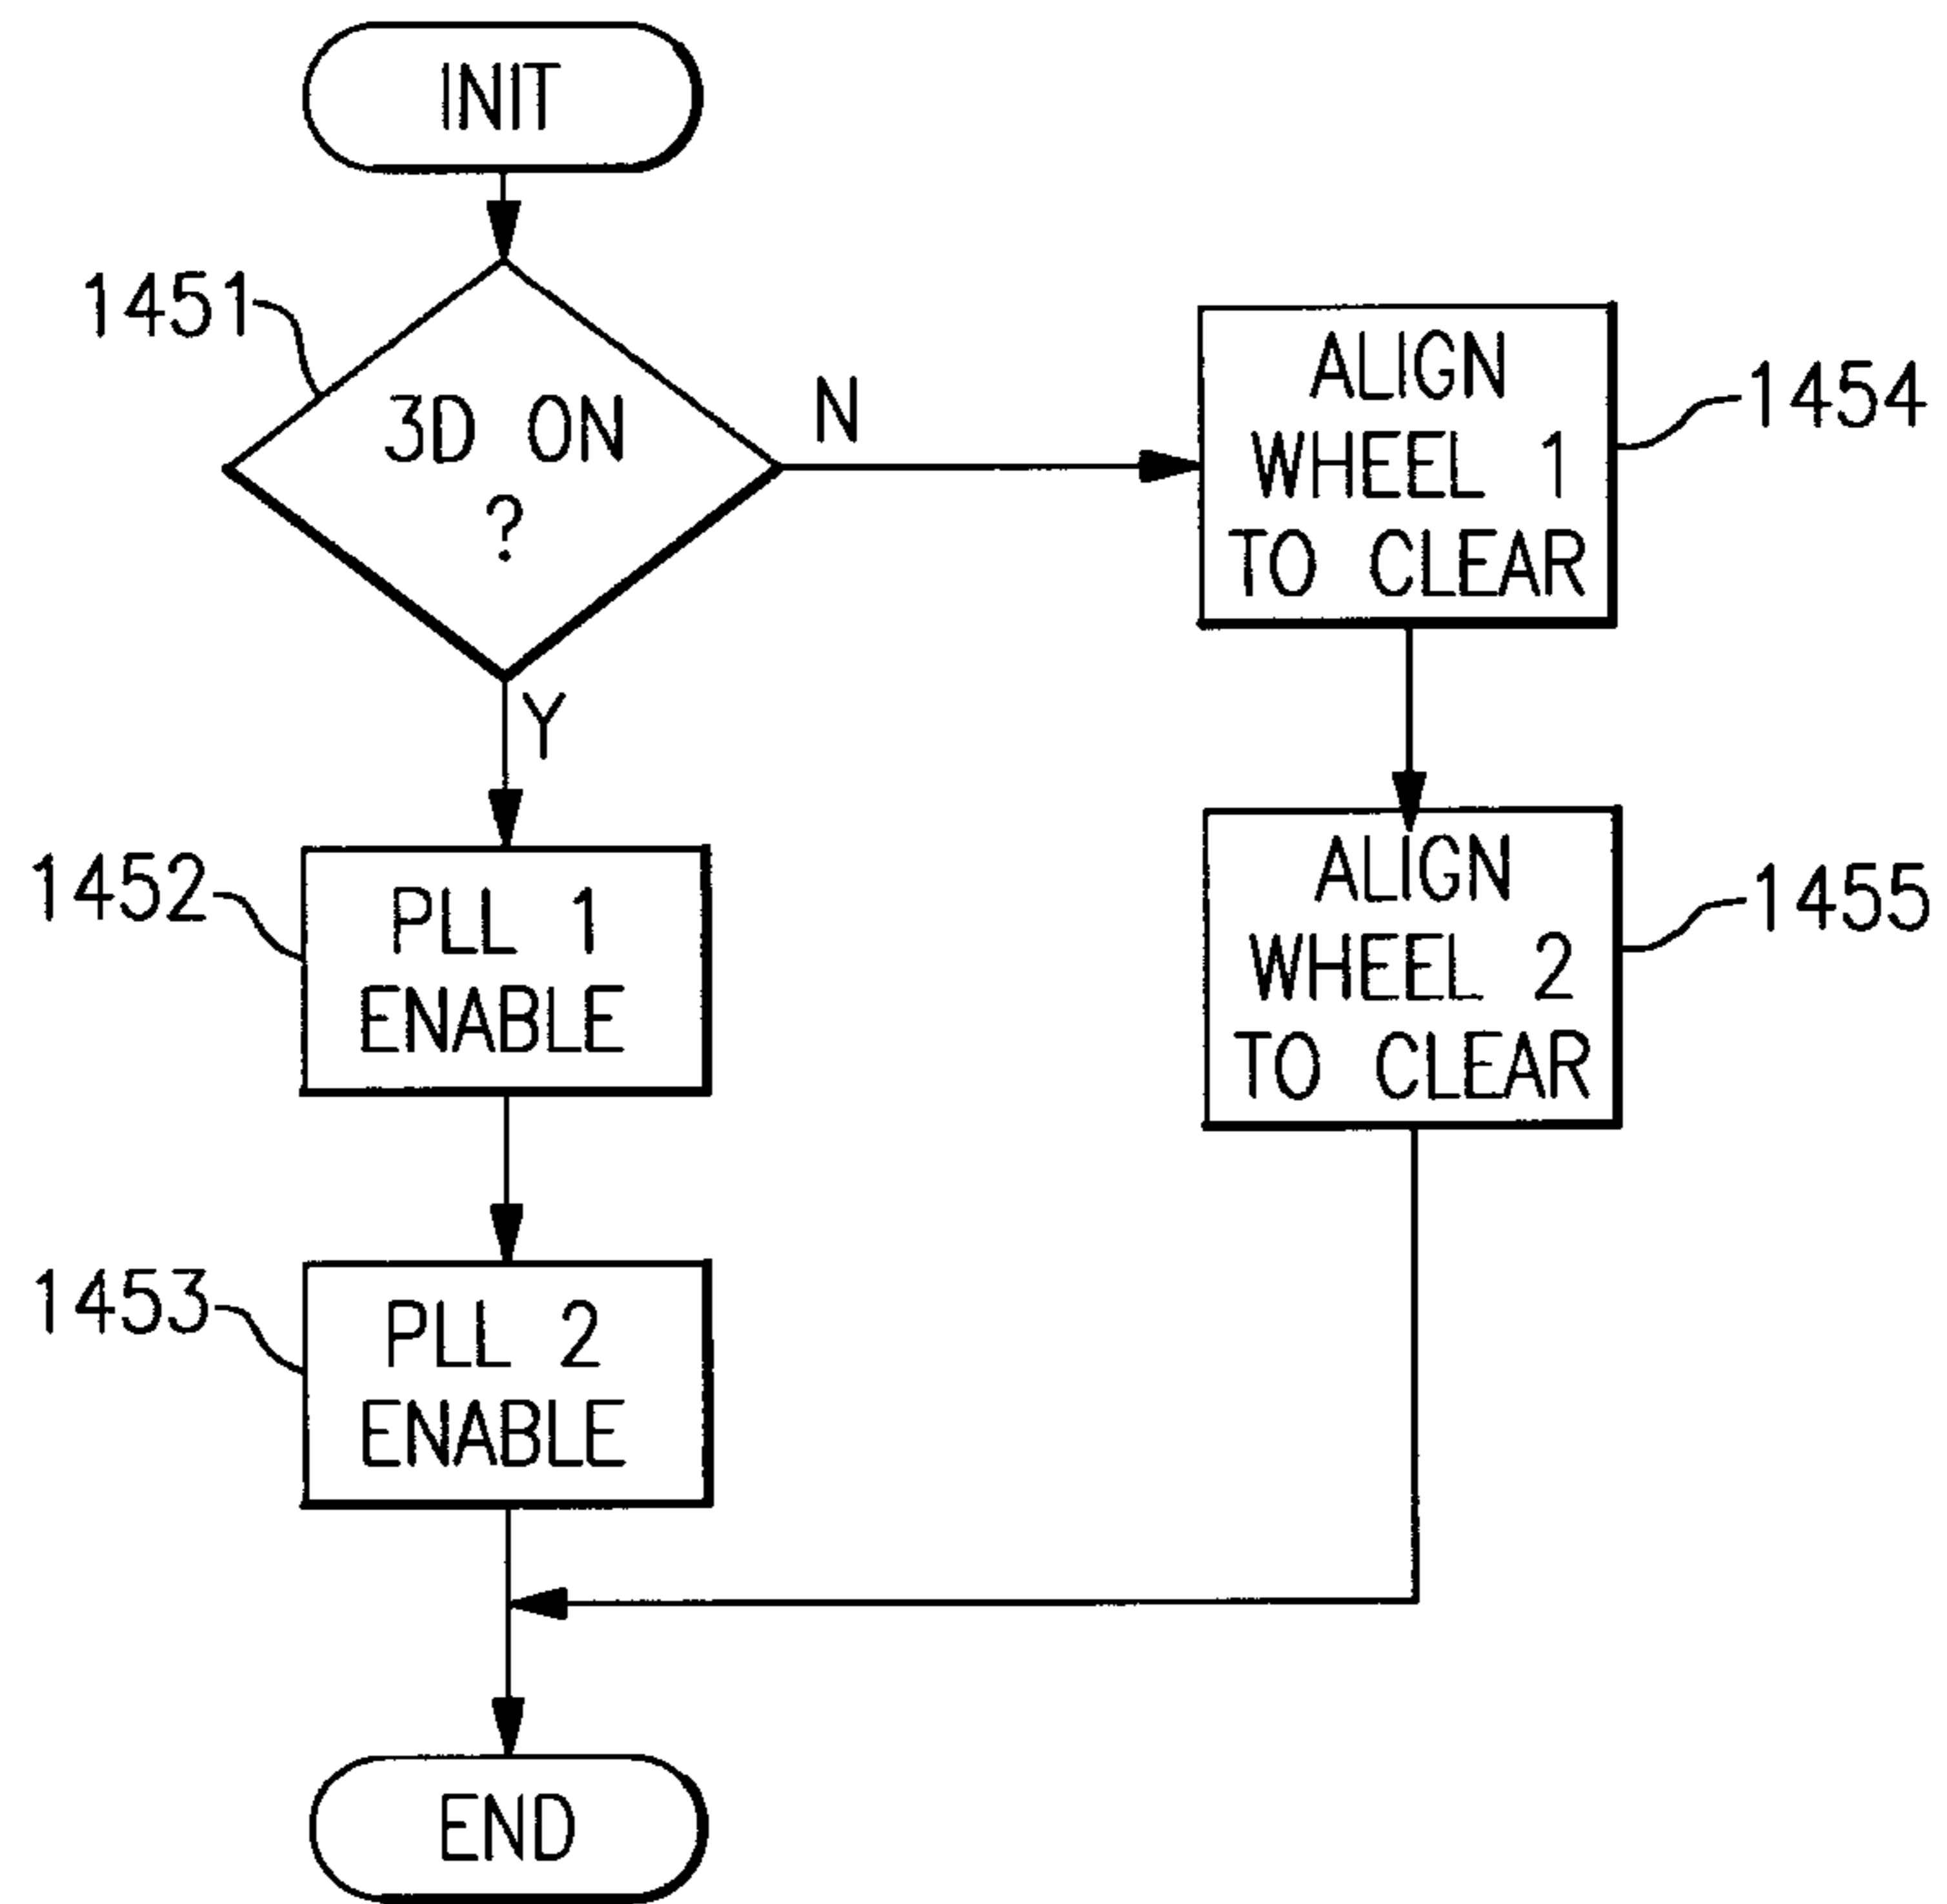 INIT
1451
3D ON
?
N
Y
ALIGN
WHEEL 1
TO CLEAR
1454
1452
PLL 1
ENABLE
ALIGN
WHEEL 2
TO CLEAR
1455
1453
PLL 2
ENABLE
END